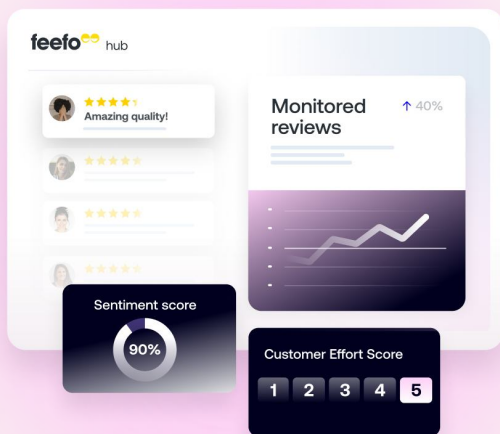 feefo hub
Amazing quality!
Monitored
reviews
↑ 40%
Sentiment score
90%
Customer Effort Score
1 2 3 4 5